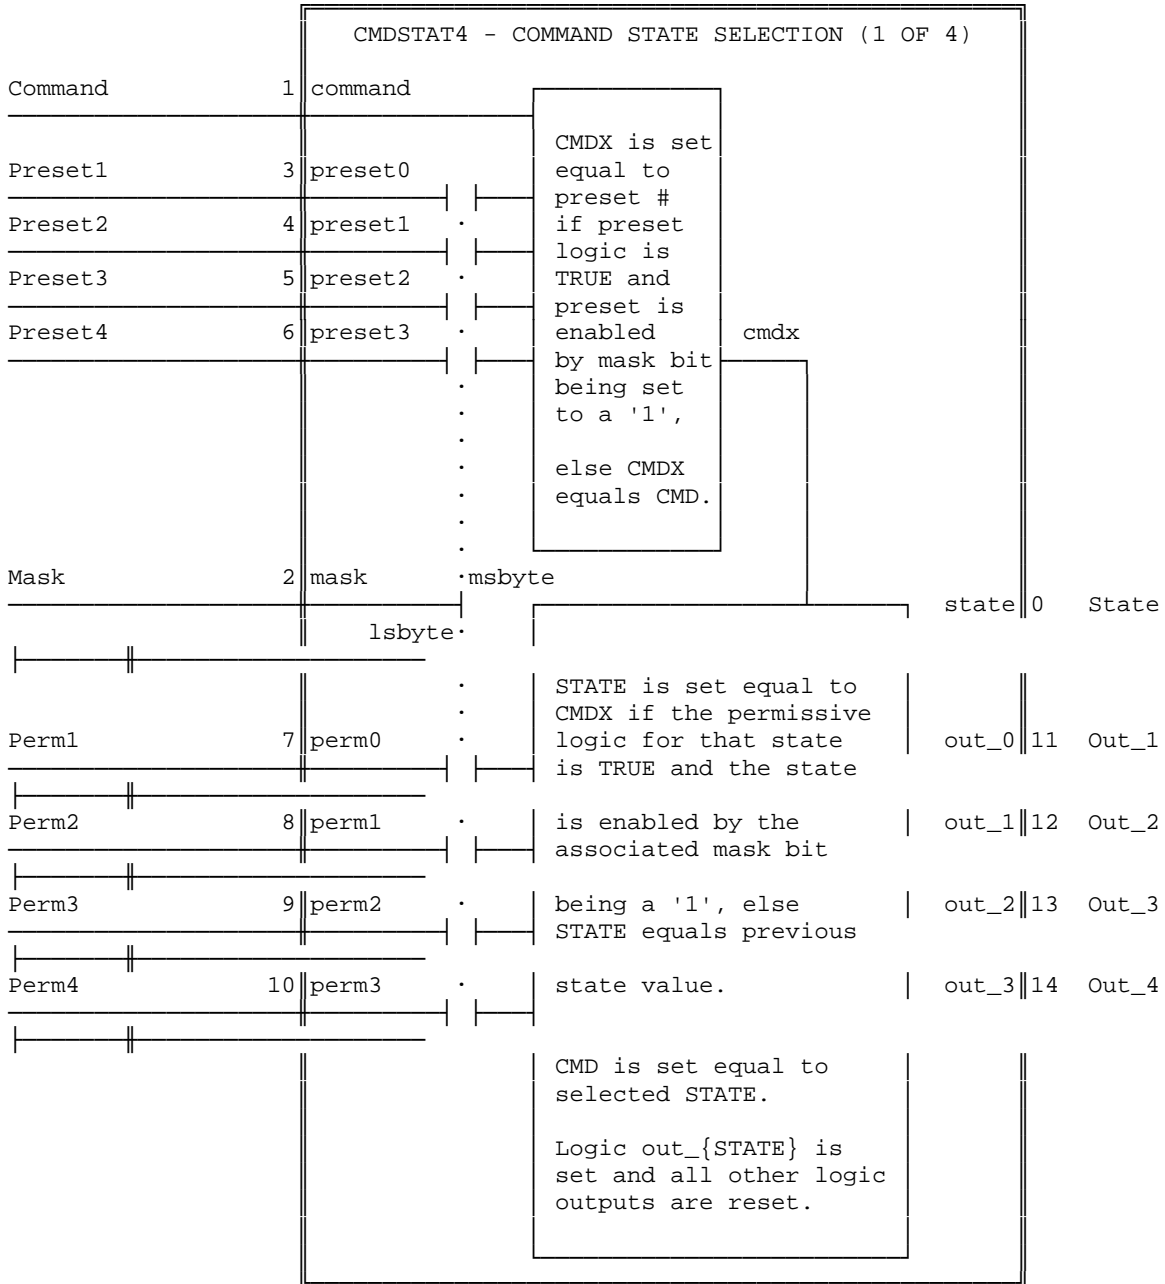 CMDSTAT4 - COMMAND STATE SELECTION (1 OF 4)
Command 1 command
CMDX is set
Preset1 3 preset0 equal to
preset #
Preset2 4 preset1 if preset
logic is
Preset3 5 preset2 TRUE and
preset is
Preset4 6 preset3 enabled cmdx
by mask bit
being set
to a '1',
else CMDX
equals CMD.
Mask 2 mask msbyte
state 0 State
lsbyte
STATE is set equal to
CMDX if the permissive
Perm1 7 perm0 logic for that state out_0 11 Out_1
is TRUE and the state
Perm2 8 perm1 is enabled by the out_1 12 Out_2
associated mask bit
Perm3 9 perm2 being a '1', else out_2 13 Out_3
STATE equals previous
Perm4 10 perm3 state value. out_3 14 Out_4
CMD is set equal to
selected STATE.
Logic out_{STATE} is
set and all other logic
outputs are reset.